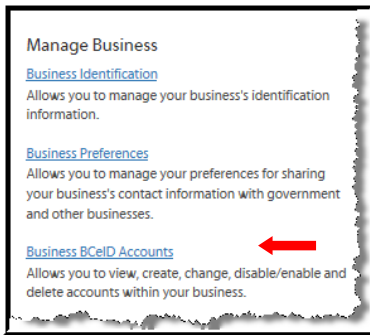 Manage Business
Business Identification
Allows you to manage your business's identification
information.
Business Preferences
Allows you to manage your preferences for sharing
your business's contact information with government
and other businesses.
Business BCeID Accounts
Allows you to view, create, change, disable/enable and
delete accounts within your business.